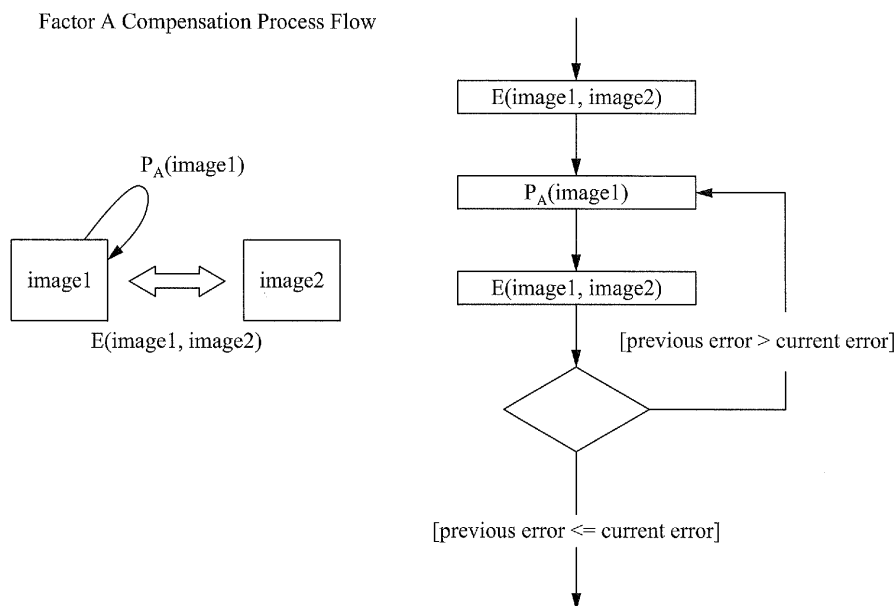 Factor A Compensation Process Flow
P_A(image1)
image1
image2
E(image1, image2)
E(image1, image2)
P_A(image1)
E(image1, image2)
[previous error > current error]
[previous error <= current error]